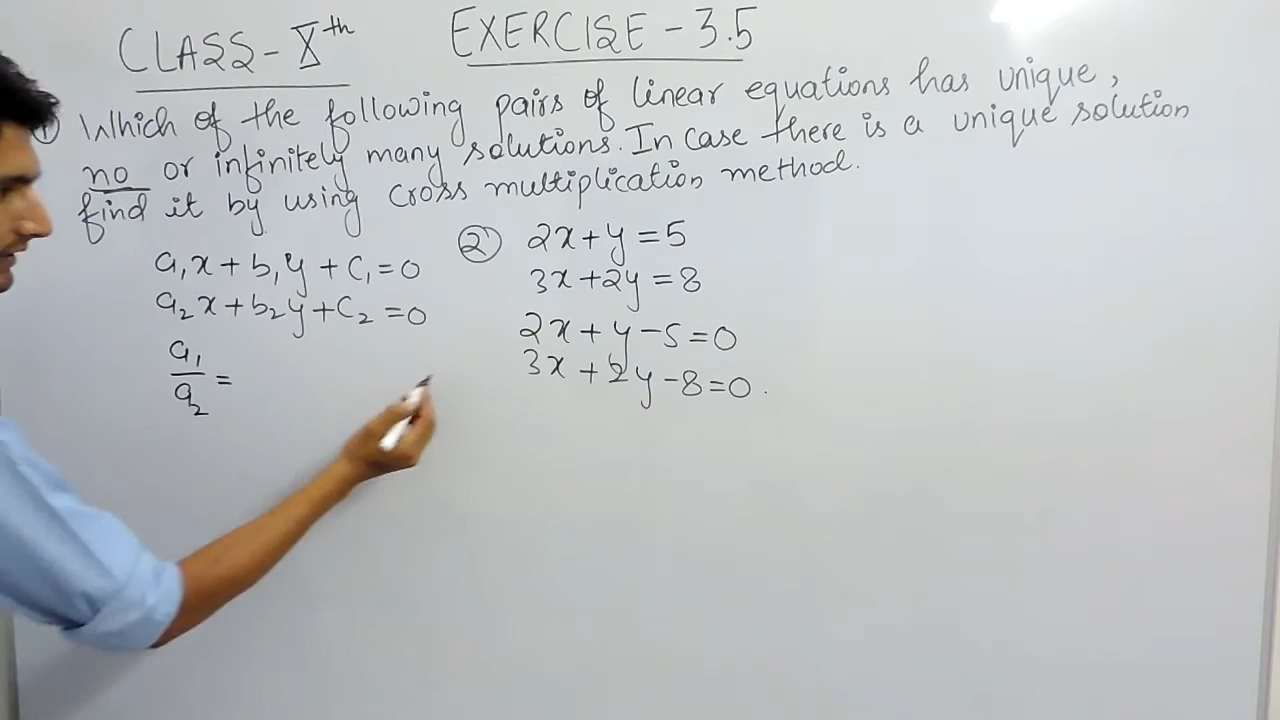 CLASS - Xth EXERCISE - 3.5
① Which of the following pairs of linear equations has unique,
no or infinitely many solutions. In case there is a unique solution
find it by using cross multiplication method.
a₁x + b₁y + c₁ = 0
a₂x + b₂y + c₂ = 0
a₁/a₂ =
② 2x + y = 5
3x + 2y = 8
2x + y - 5 = 0
3x + 2y - 8 = 0.